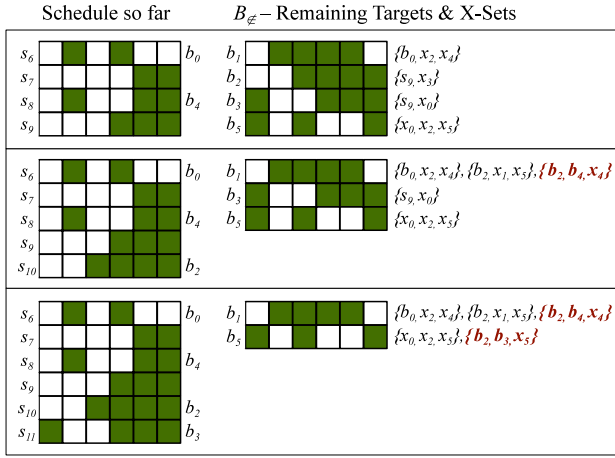 Schedule so far B∉ – Remaining Targets & X-Sets
s6 b0 b1 {b0, x2, x4}
s7 b2 {s9, x3}
s8 b4 b3 {s9, x0}
s9 b5 {x0, x2, x5}
s6 b0 b1 {b0, x2, x4},{b2, x1, x5},{b2, b4, x4}
s7 b3 {s9, x0}
s8 b4 b5 {x0, x2, x5}
s9
s10 b2
s6 b0 b1 {b0, x2, x4},{b2, x1, x5},{b2, b4, x4}
s7 b5 {x0, x2, x5},{b2, b3, x5}
s8 b4
s9
s10 b2
s11 b3